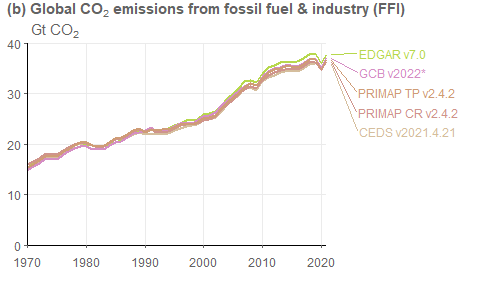 (b) Global CO₂ emissions from fossil fuel & industry (FFI)
Gt CO₂
40
30
20
10
0
1970 1980 1990 2000 2010 2020
EDGAR v7.0
GCB v2022*
PRIMAP TP v2.4.2
PRIMAP CR v2.4.2
CEDS v2021.4.21